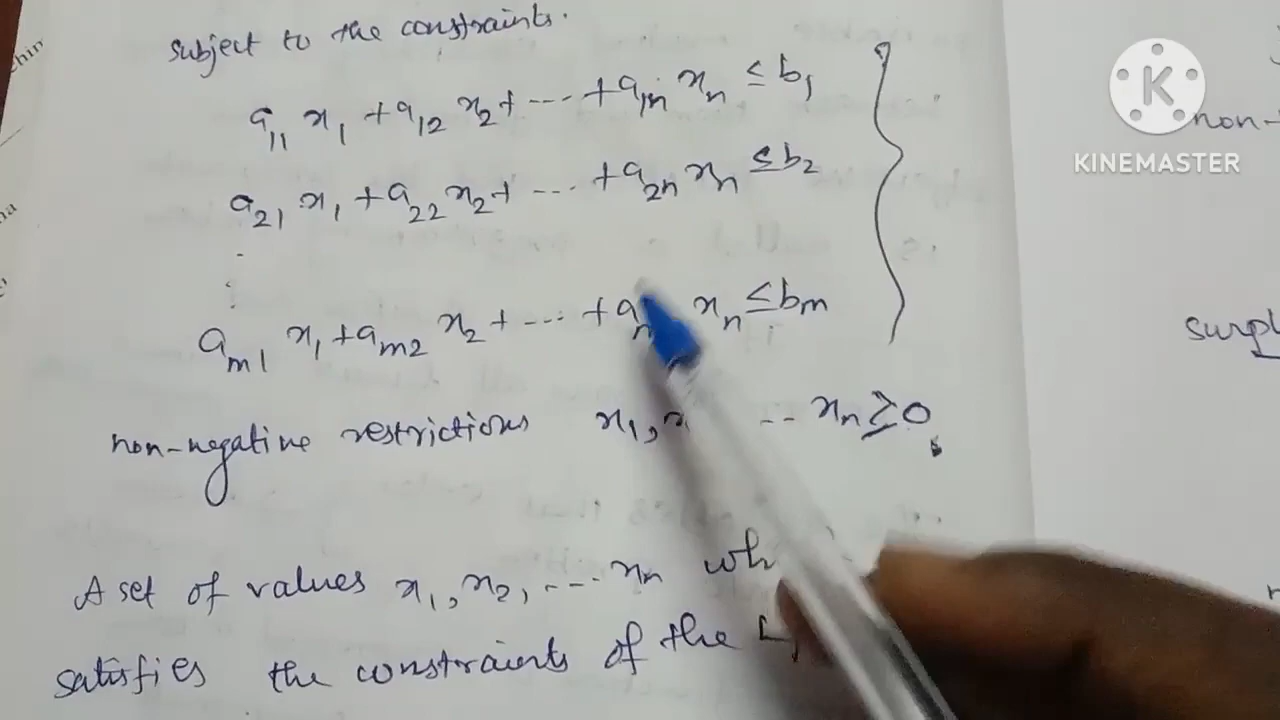 subject to the constraints.
a₁₁ x₁ + a₁₂ x₂ + ---- + a₁ₙ xₙ ≤ b₁
a₂₁ x₁ + a₂₂ x₂ + ---- + a₂ₙ xₙ ≤ b₂
aₘ₁ x₁ + aₘ₂ x₂ + ---- + a xₙ ≤ bₘ
non-negative restrictions x₁, -- xₙ ≥ 0
A set of values x₁, x₂, ---- xₙ
satisfies the constraints of the
KINEMASTER
non-